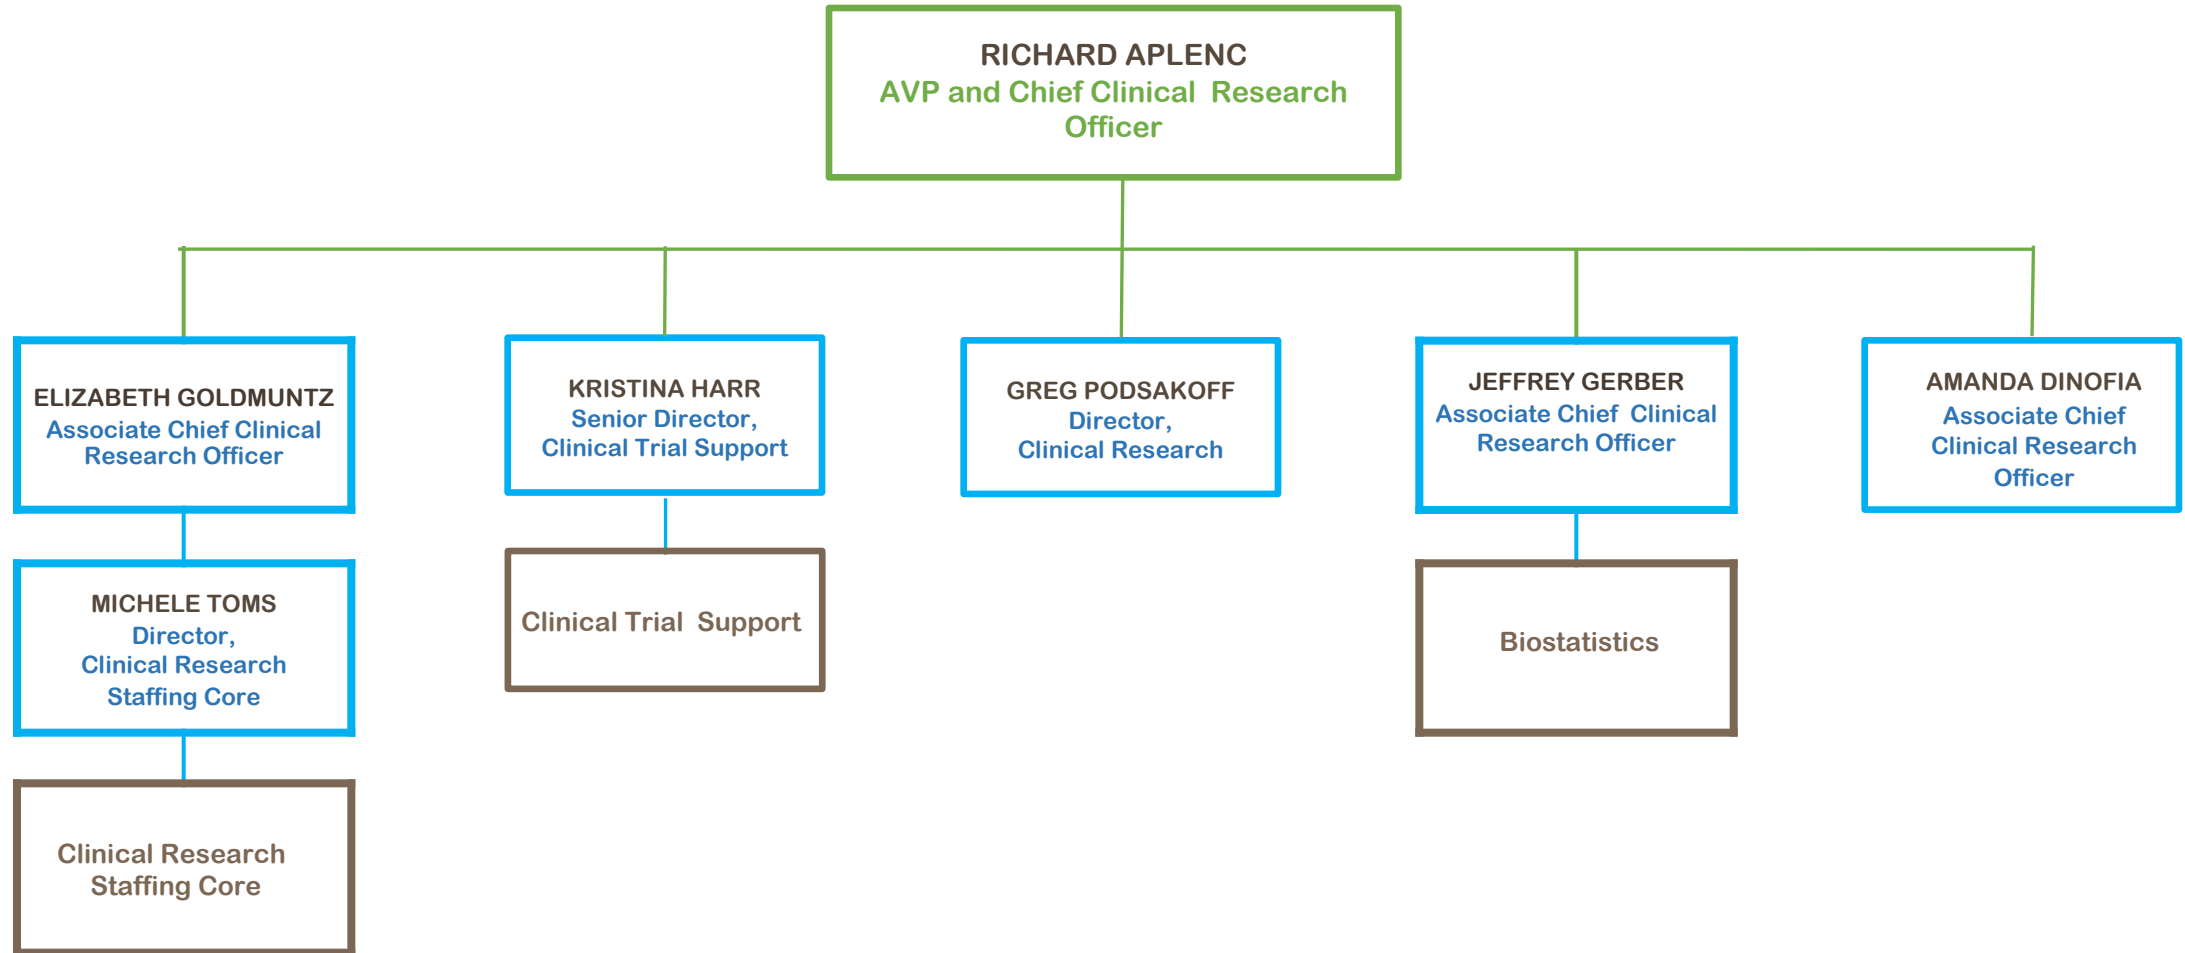 RICHARD APLENC
AVP and Chief Clinical Research
Officer
ELIZABETH GOLDMUNTZ
Associate Chief Clinical
Research Officer
KRISTINA HARR
Senior Director,
Clinical Trial Support
GREG PODSAKOFF
Director,
Clinical Research
JEFFREY GERBER
Associate Chief Clinical
Research Officer
AMANDA DINOFIA
Associate Chief
Clinical Research
Officer
MICHELE TOMS
Director,
Clinical Research
Staffing Core
Clinical Trial Support
Biostatistics
Clinical Research
Staffing Core